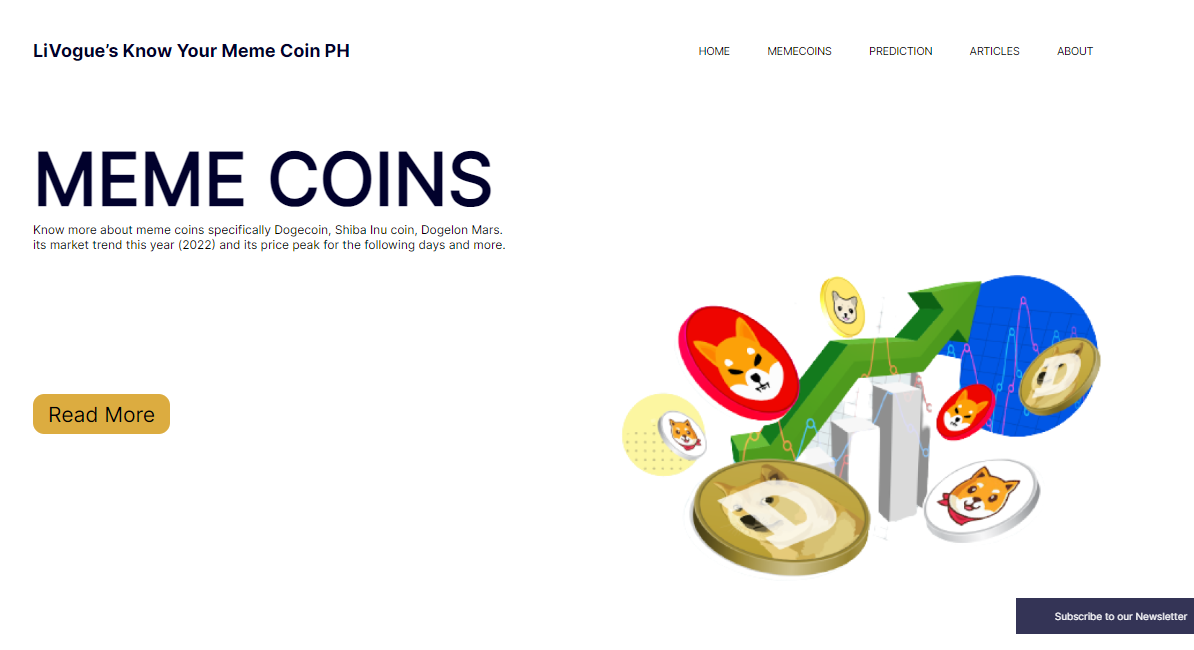 LiVogue’s Know Your Meme Coin PH
HOME
MEMECOINS
PREDICTION
ARTICLES
ABOUT
MEME COINS
Know more about meme coins specifically Dogecoin, Shiba Inu coin, Dogelon Mars.
its market trend this year (2022) and its price peak for the following days and more.
Read More
D
D
Subscribe to our Newsletter